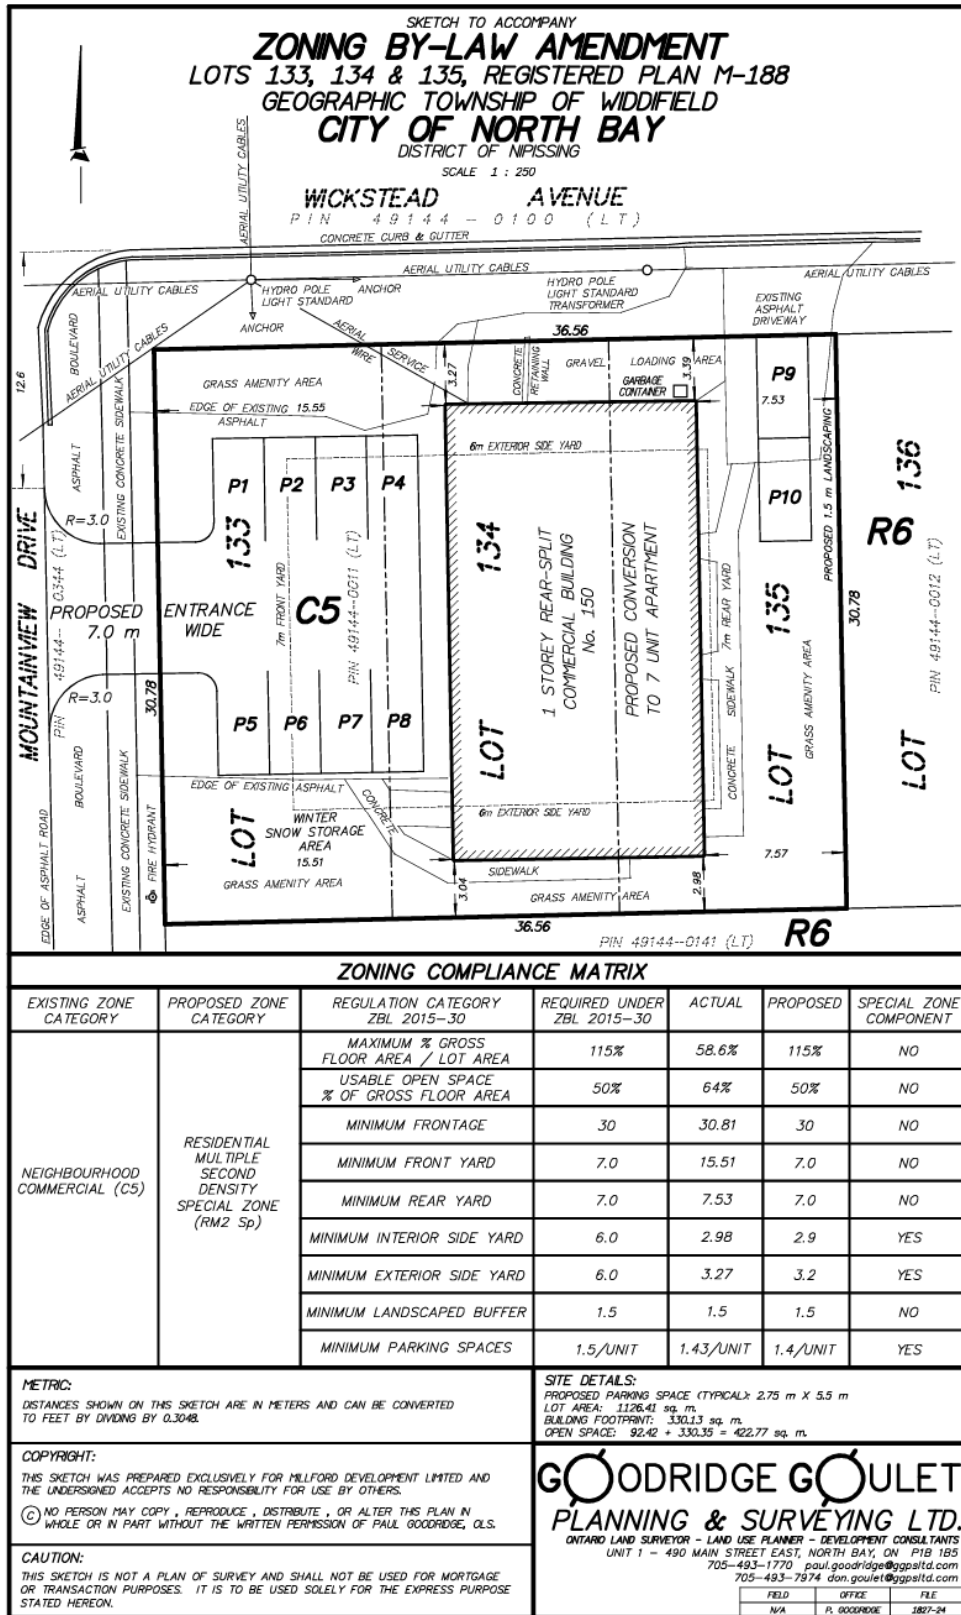 SKETCH TO ACCOMPANY
ZONING BY-LAW AMENDMENT
LOTS 133, 134 & 135, REGISTERED PLAN M-188
GEOGRAPHIC TOWNSHIP OF WIDDIFIELD
CITY OF NORTH BAY
DISTRICT OF NIPISSING
SCALE 1 : 250
WICKSTEAD AVENUE
PIN 49144 - 0100 (LT)
CONCRETE CURB & GUTTER
AERIAL UTILITY CABLES
AERIAL UTILITY CABLES
AERIAL UTILITY CABLES
AERIAL UTILITY CABLES
AERIAL UTILITY CABLES
HYDRO POLE
LIGHT STANDARD
ANCHOR
ANCHOR
HYDRO POLE
LIGHT STANDARD
TRANSFORMER
EXISTING
ASPHALT
DRIVEWAY
AERIAL SERVICE
WIRE
36.56
12.6
BOULEVARD
ASPHALT
EXISTING CONCRETE SIDEWALK
GRASS AMENITY AREA
EDGE OF EXISTING 15.55
ASPHALT
3.27
CONCRETE
RETAINING
WALL
GRAVEL
LOADING AREA
GARBAGE
CONTAINER
3.39
P9
7.53
P10
PROPOSED 1.5 m LANDSCAPING
6m EXTERIOR SIDE YARD
P1
P2
P3
P4
133
134
135
136
R6
R=3.0
MOUNTAINVIEW DRIVE
PIN 49144-0344 (LT)
PROPOSED ENTRANCE
7.0 m WIDE
7m FRONT YARD
C5
PIN 49144-0011 (LT)
1 STOREY REAR-SPLIT
COMMERCIAL BUILDING
No. 150
PROPOSED CONVERSION
TO 7 UNIT APARTMENT
7m REAR YARD
CONCRETE SIDEWALK
GRASS AMENITY AREA
30.78
PIN 49144-0012 (LT)
R=3.0
30.78
P5
P6
P7
P8
LOT
LOT
LOT
LOT
EDGE OF ASPHALT ROAD
ASPHALT
BOULEVARD
EXISTING CONCRETE SIDEWALK
FIRE HYDRANT
EDGE OF EXISTING ASPHALT
CONCRETE
WINTER
SNOW STORAGE
AREA
15.51
GRASS AMENITY AREA
6m EXTERIOR SIDE YARD
3.04
SIDEWALK
GRASS AMENITY AREA
2.98
7.57
36.56
PIN 49144-0141 (LT)
R6
ZONING COMPLIANCE MATRIX
EXISTING ZONE CATEGORY PROPOSED ZONE CATEGORY REGULATION CATEGORY ZBL 2015-30 REQUIRED UNDER ZBL 2015-30 ACTUAL PROPOSED SPECIAL ZONE COMPONENT
NEIGHBOURHOOD
COMMERCIAL (C5)
RESIDENTIAL
MULTIPLE
SECOND
DENSITY
SPECIAL ZONE
(RM2 Sp)
MAXIMUM % GROSS FLOOR AREA / LOT AREA 115% 58.6% 115% NO
USABLE OPEN SPACE % OF GROSS FLOOR AREA 50% 64% 50% NO
MINIMUM FRONTAGE 30 30.81 30 NO
MINIMUM FRONT YARD 7.0 15.51 7.0 NO
MINIMUM REAR YARD 7.0 7.53 7.0 NO
MINIMUM INTERIOR SIDE YARD 6.0 2.98 2.9 YES
MINIMUM EXTERIOR SIDE YARD 6.0 3.27 3.2 YES
MINIMUM LANDSCAPED BUFFER 1.5 1.5 1.5 NO
MINIMUM PARKING SPACES 1.5/UNIT 1.43/UNIT 1.4/UNIT YES
METRIC:
DISTANCES SHOWN ON THIS SKETCH ARE IN METERS AND CAN BE CONVERTED
TO FEET BY DIVIDING BY 0.3048.
SITE DETAILS:
PROPOSED PARKING SPACE (TYPICAL): 2.75 m X 5.5 m
LOT AREA: 1126.41 sq. m.
BUILDING FOOTPRINT: 330.13 sq. m.
OPEN SPACE: 92.42 + 330.35 = 422.77 sq. m.
COPYRIGHT:
THIS SKETCH WAS PREPARED EXCLUSIVELY FOR MILLFORD DEVELOPMENT LIMITED AND
THE UNDERSIGNED ACCEPTS NO RESPONSIBILITY FOR USE BY OTHERS.
© NO PERSON MAY COPY , REPRODUCE , DISTRIBUTE , OR ALTER THIS PLAN IN
WHOLE OR IN PART WITHOUT THE WRITTEN PERMISSION OF PAUL GOODRIDGE, OLS.
CAUTION:
THIS SKETCH IS NOT A PLAN OF SURVEY AND SHALL NOT BE USED FOR MORTGAGE
OR TRANSACTION PURPOSES. IT IS TO BE USED SOLELY FOR THE EXPRESS PURPOSE
STATED HEREON.
GOODRIDGE GOULET
PLANNING & SURVEYING LTD.
ONTARIO LAND SURVEYOR - LAND USE PLANNER - DEVELOPMENT CONSULTANTS
UNIT 1 - 490 MAIN STREET EAST, NORTH BAY, ON P1B 1B5
705-493-1770 paul.goodridge@ggpsltd.com
705-493-7974 don.goulet@ggpsltd.com
FIELD OFFICE FILE
N/A P. GOODRIDGE 1827-24